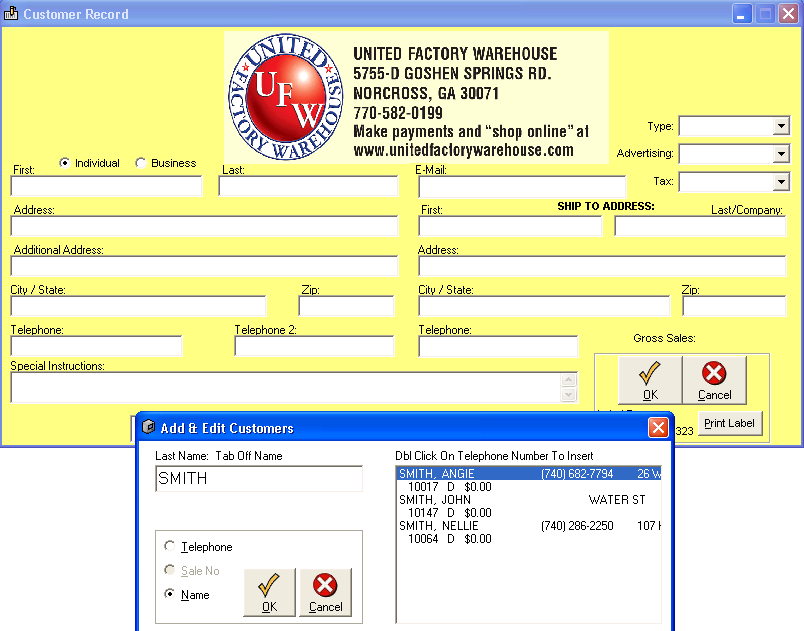 Customer Record
UNITED FACTORY WAREHOUSE
UFW
UNITED FACTORY WAREHOUSE
5755-D GOSHEN SPRINGS RD.
NORCROSS, GA 30071
770-582-0199
Make payments and “shop online” at
www.unitedfactorywarehouse.com
Type:
Advertising:
Tax:
Individual Business
First: Last: E-Mail:
SHIP TO ADDRESS:
Address: First: Last/Company:
Additional Address: Address:
City / State: Zip: City / State: Zip:
Telephone: Telephone 2: Telephone:
Gross Sales:
Special Instructions:
OK Cancel
323 Print Label
Add & Edit Customers
Last Name: Tab Off Name
SMITH
Telephone
Sale No
Name
OK Cancel
Dbl Click On Telephone Number To Insert
SMITH, ANGIE (740) 682-7794 26 W
10017 D $0.00
SMITH, JOHN WATER ST
10147 D $0.00
SMITH, NELLIE (740) 286-2250 107
10064 D $0.00